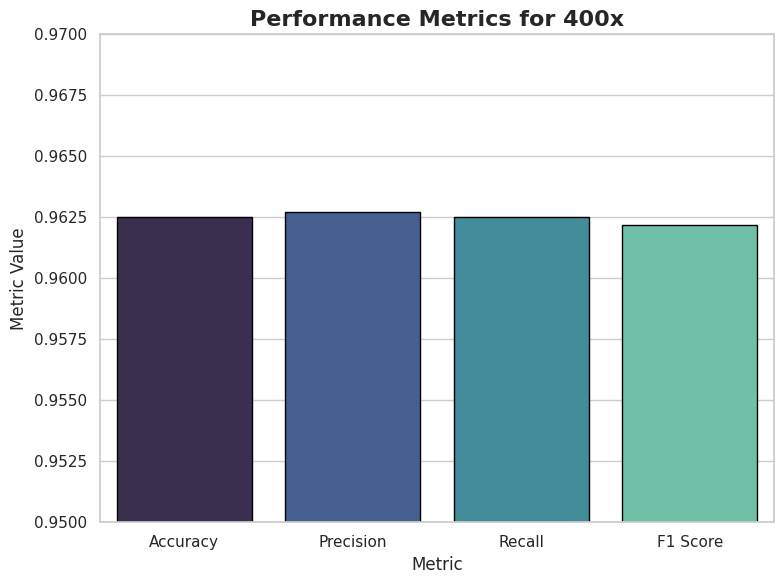 Performance Metrics for 400x
0.9700
0.9675
0.9650
0.9625
0.9600
0.9575
0.9550
0.9525
0.9500
Metric Value
Accuracy
Precision
Recall
F1 Score
Metric